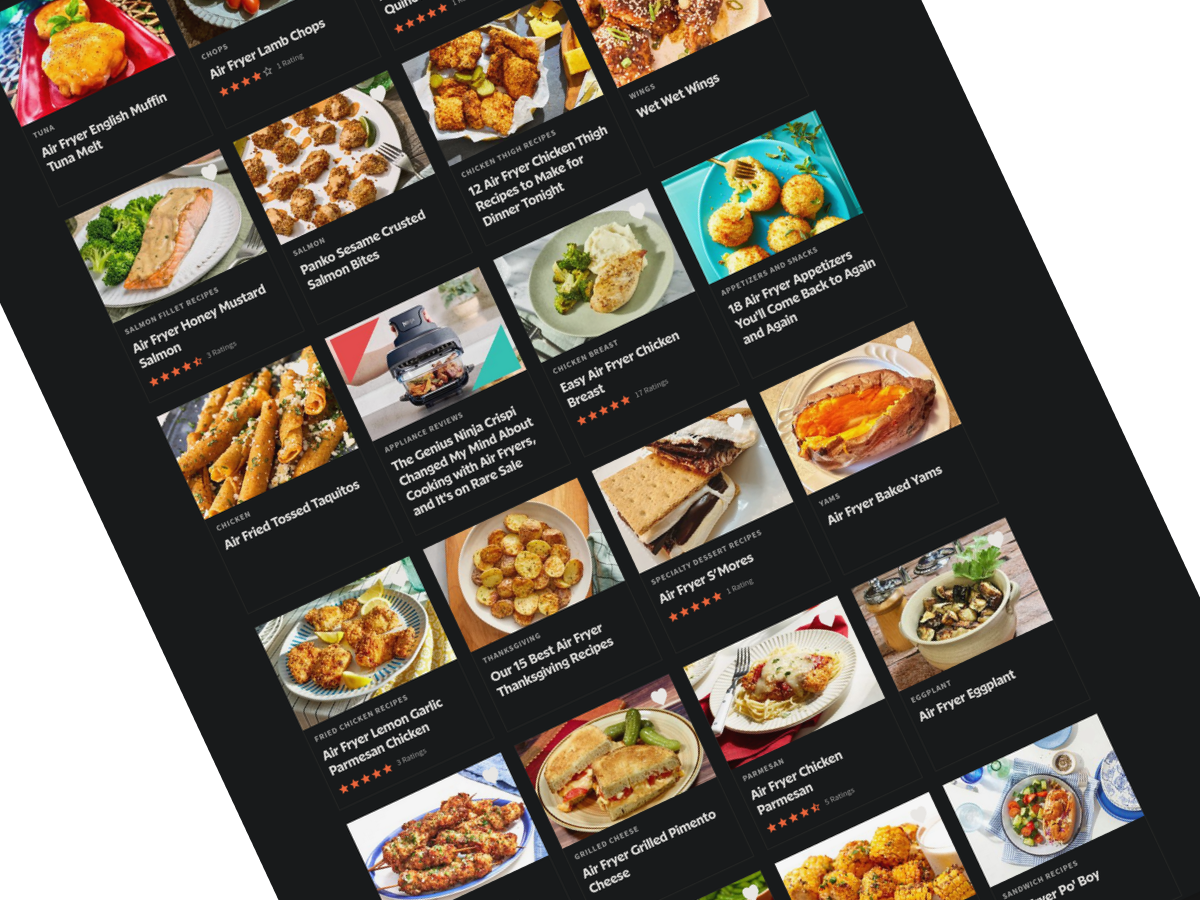 TUNA
Air Fryer English Muffin
Tuna Melt
CHOPS
Air Fryer Lamb Chops
1 Rating
WINGS
Wet Wet Wings
SALMON FILLET RECIPES
Air Fryer Honey Mustard
Salmon
3 Ratings
SALMON
Panko Sesame Crusted
Salmon Bites
CHICKEN THIGH RECIPES
12 Air Fryer Chicken Thigh
Recipes to Make for
Dinner Tonight
APPETIZERS AND SNACKS
18 Air Fryer Appetizers
You'll Come Back to Again
and Again
CHICKEN
Air Fried Tossed Taquitos
APPLIANCE REVIEWS
The Genius Ninja Crispi
Changed My Mind About
Cooking with Air Fryers,
and It's on Rare Sale
CHICKEN BREAST
Easy Air Fryer Chicken
Breast
17 Ratings
YAMS
Air Fryer Baked Yams
FRIED CHICKEN RECIPES
Air Fryer Lemon Garlic
Parmesan Chicken
3 Ratings
THANKSGIVING
Our 15 Best Air Fryer
Thanksgiving Recipes
SPECIALTY DESSERT RECIPES
Air Fryer S'Mores
1 Rating
EGGPLANT
Air Fryer Eggplant
GRILLED CHEESE
Air Fryer Grilled Pimento
Cheese
PARMESAN
Air Fryer Chicken
Parmesan
5 Ratings
SANDWICH RECIPES
Po' Boy